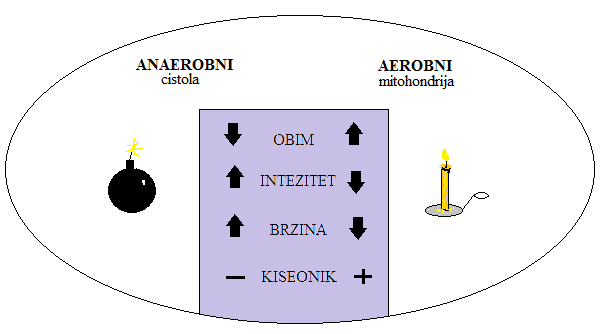 ANAEROBNI
cistola
AEROBNI
mitohondrija
OBIM
INTEZITET
BRZINA
− KISEONIK +